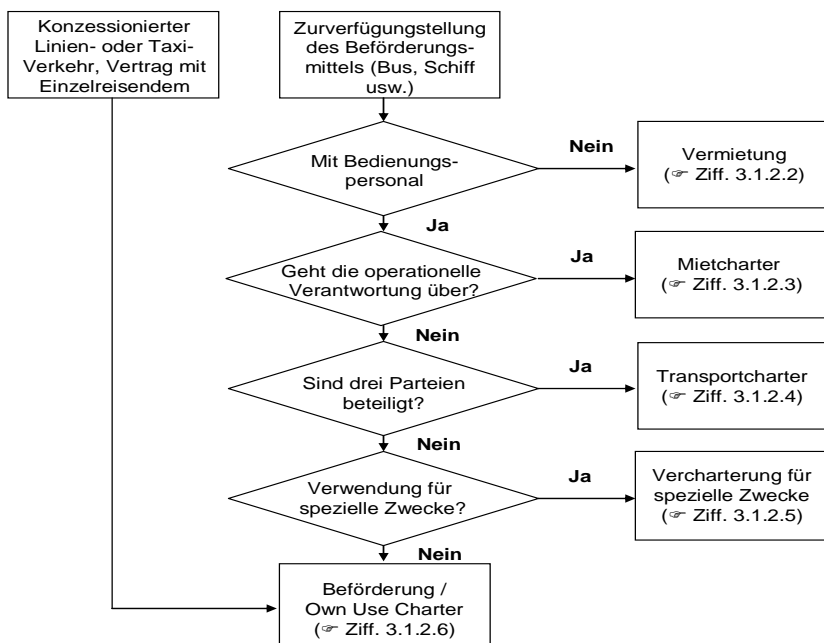 Konzessionierter
Linien- oder Taxi-
Verkehr, Vertrag mit
Einzelreisendem
Zurverfügungstellung
des Beförderungs-
mittels (Bus, Schiff
usw.)
Mit Bedienungs-
personal
Nein
Vermietung
(☞ Ziff. 3.1.2.2)
Ja
Geht die operationelle
Verantwortung über?
Ja
Mietcharter
(☞ Ziff. 3.1.2.3)
Nein
Sind drei Parteien
beteiligt?
Ja
Transportcharter
(☞ Ziff. 3.1.2.4)
Nein
Verwendung für
spezielle Zwecke?
Ja
Vercharterung für
spezielle Zwecke
(☞ Ziff. 3.1.2.5)
Nein
Beförderung /
Own Use Charter
(☞ Ziff. 3.1.2.6)